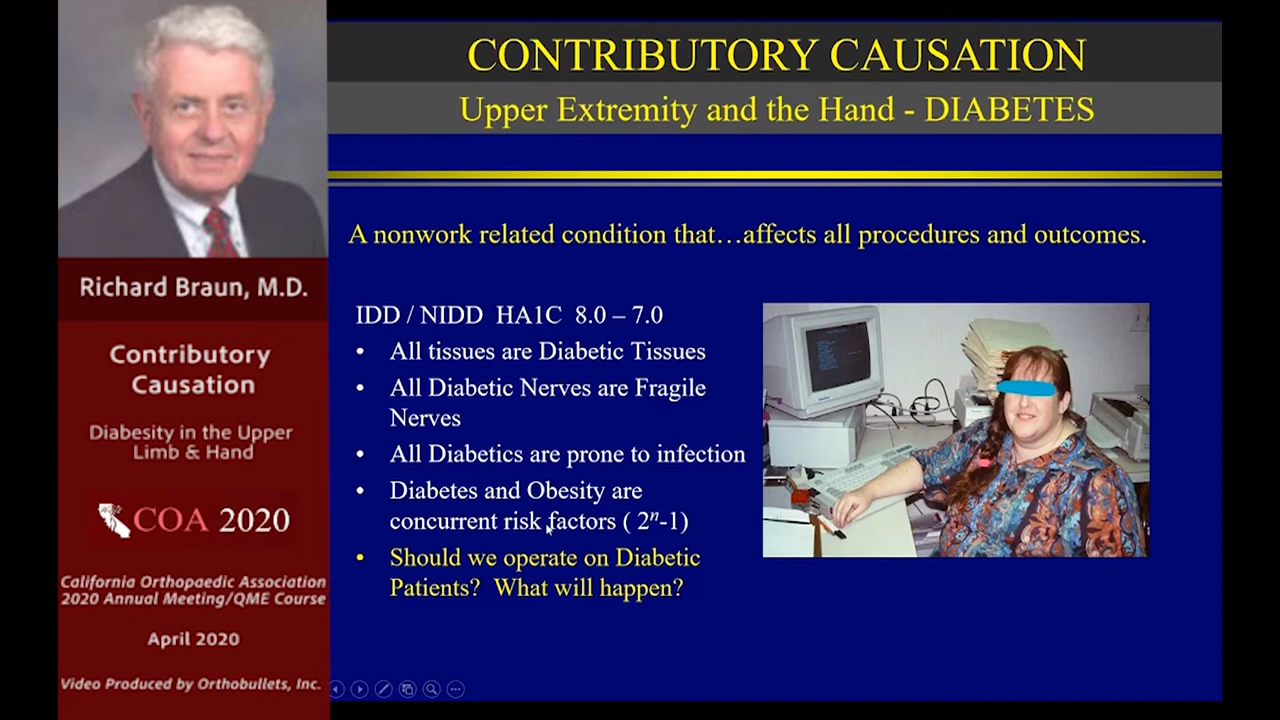 Richard Braun, M.D.
Contributory
Causation
Diabesity in the Upper
Limb & Hand
COA 2020
California Orthopaedic Association
2020 Annual Meeting/QME Course
April 2020
Video Produced by Orthobullets, Inc.
CONTRIBUTORY CAUSATION
Upper Extremity and the Hand - DIABETES
A nonwork related condition that…affects all procedures and outcomes.
IDD / NIDD HA1C 8.0 – 7.0
• All tissues are Diabetic Tissues
• All Diabetic Nerves are Fragile
Nerves
• All Diabetics are prone to infection
• Diabetes and Obesity are
concurrent risk factors ( 2ⁿ-1)
• Should we operate on Diabetic
Patients? What will happen?